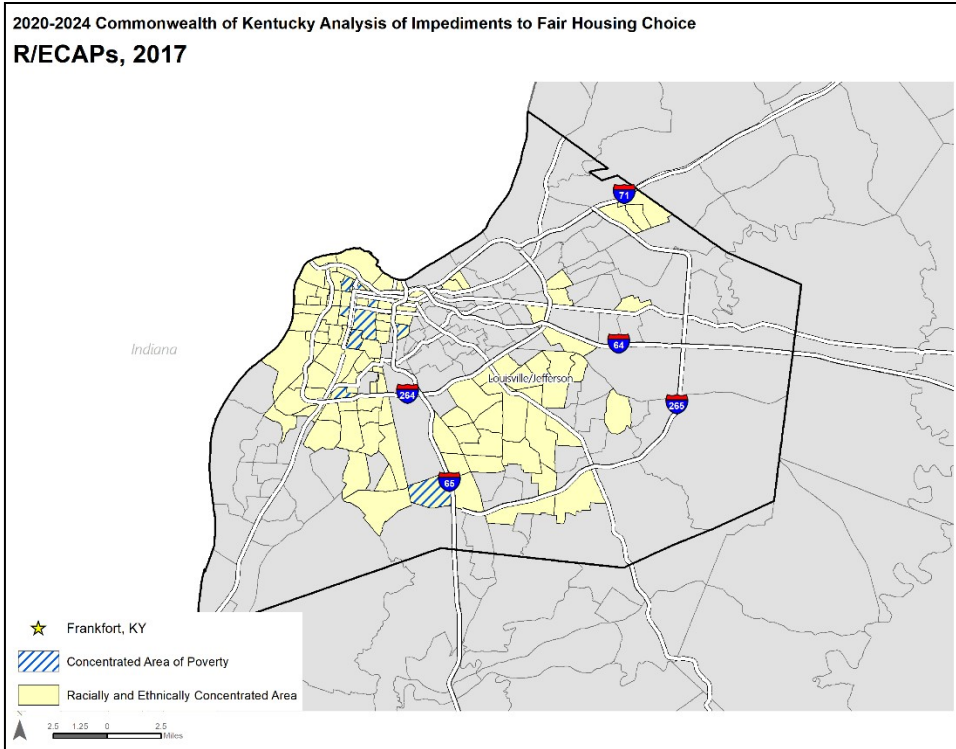 2020-2024 Commonwealth of Kentucky Analysis of Impediments to Fair Housing Choice
R/ECAPs, 2017
71
Indiana
64
Louisville/Jefferson
264
265
65
Frankfort, KY
Concentrated Area of Poverty
Racially and Ethnically Concentrated Area
2.5 1.25 0 2.5
Miles